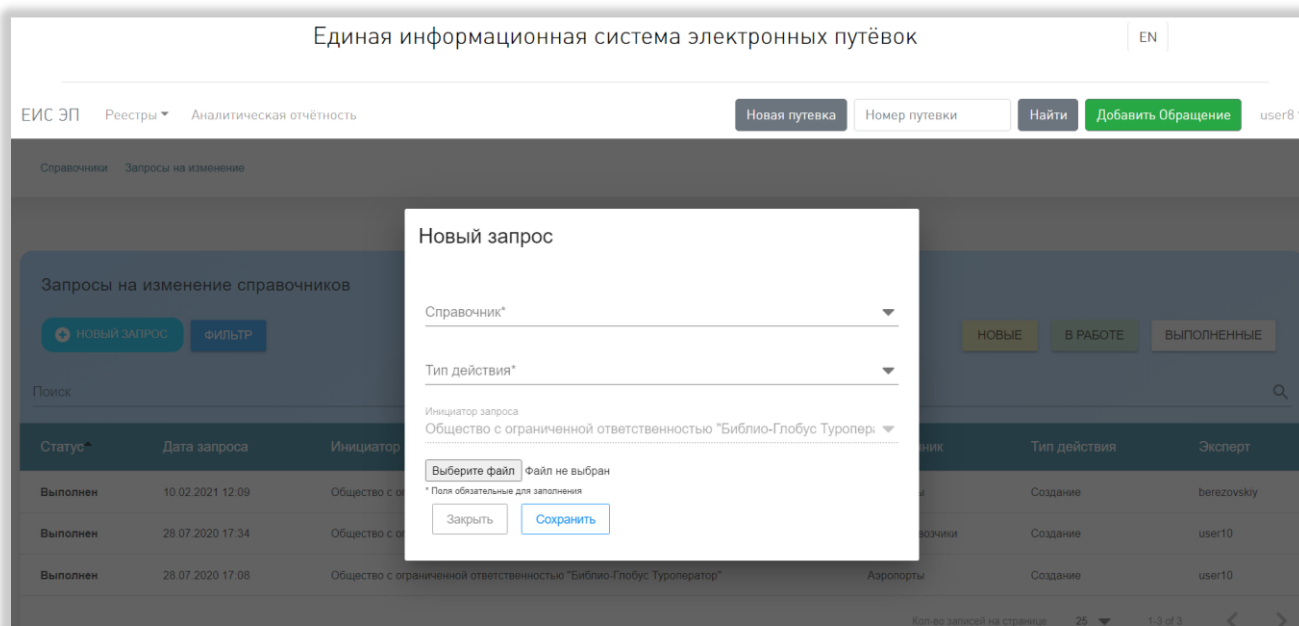 Единая информационная система электронных путёвок EN
ЕИС ЭП Реестры Аналитическая отчётность Новая путевка Номер путевки Найти Добавить Обращение user8
Справочники Запросы на изменение
Новый запрос
Запросы на изменение справочников
Справочник*
НОВЫЙ ЗАПРОС ФИЛЬТР НОВЫЕ В РАБОТЕ ВЫПОЛНЕННЫЕ
Тип действия*
Поиск
Инициатор запроса
Общество с ограниченной ответственностью "Библио-Глобус Туропер
Статус Дата запроса Инициатор ник Тип действия Эксперт
Выберите файл Файл не выбран
* Поля обязательные для заполнения
Закрыть Сохранить
Выполнен 10.02.2021 12:09 Общество с ог ы Создание berezovskiy
Выполнен 28.07.2020 17:34 Общество с ог возчики Создание user10
Выполнен 28.07.2020 17:08 Общество с ограниченной ответственностью "Библио-Глобус Туроператор" Аэропорты Создание user10
Кол-во записей на странице 25 1-3 of 3